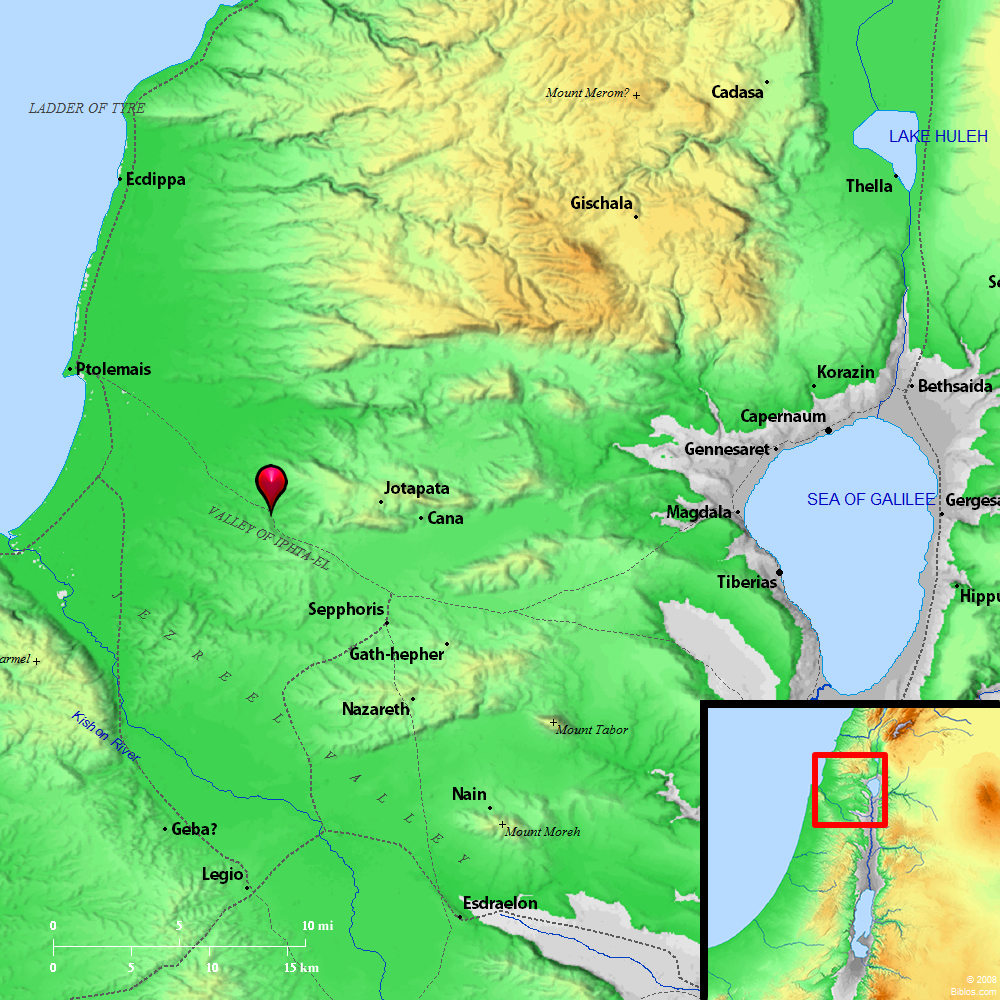 Mount Merom?
Cadasa
LADDER OF TYRE
LAKE HULEH
Ecdippa
Thella
Gischala
Ptolemais
Korazin
Bethsaida
Capernaum
Gennesaret
Jotapata
SEA OF GALILEE
Gergesa
Magdala
Cana
VALLEY OF IPHTA-EL
Tiberias
Hippu
Sepphoris
JEZREEL VALLEY
Gath-hepher
armel
Nazareth
Kishon River
Mount Tabor
Nain
Geba?
Mount Moreh
Legio
Esdraelon
0 5 10 mi
0 5 10 15 km
© 2008
Biblos.com